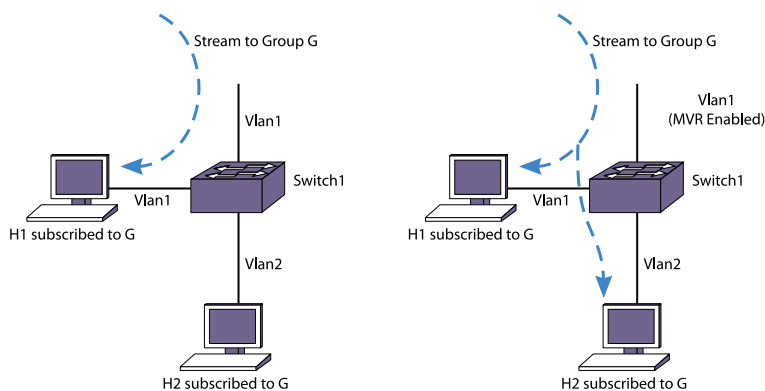 Stream to Group G
Vlan1
Switch1
Vlan1
H1 subscribed to G
Vlan2
H2 subscribed to G
Stream to Group G
Vlan1
(MVR Enabled)
Switch1
Vlan1
H1 subscribed to G
Vlan2
H2 subscribed to G